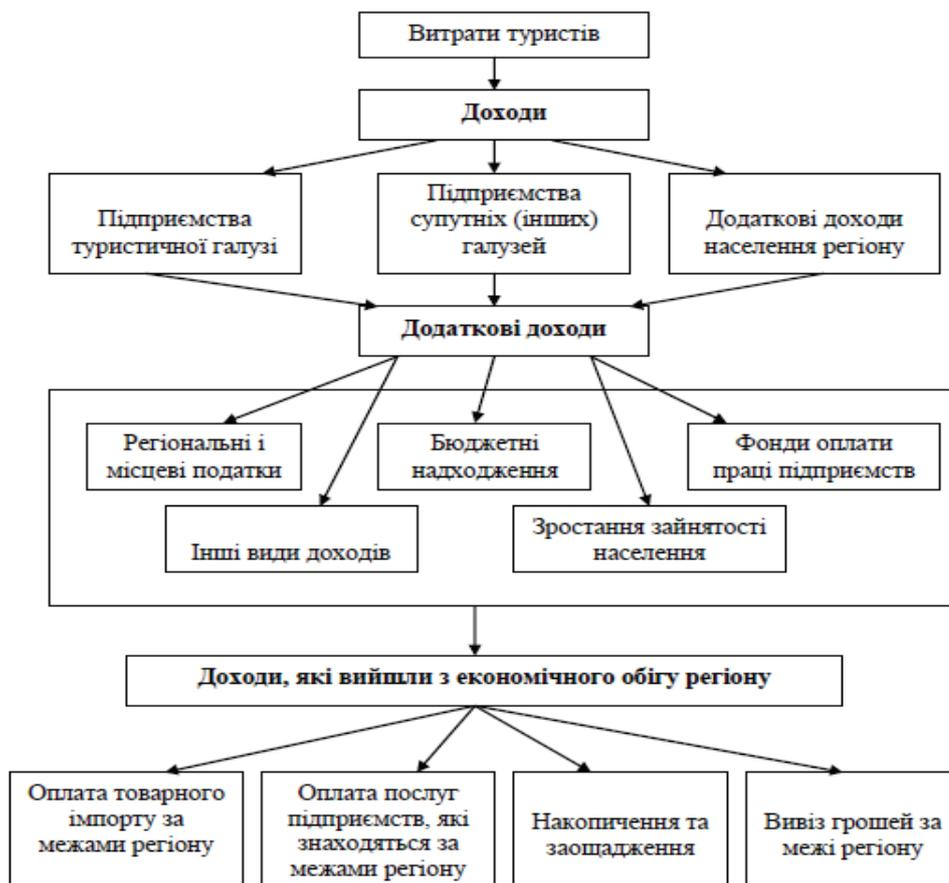 Витрати туристів
Доходи
Підприємства
туристичної галузі
Підприємства
супутніх (інших)
галузей
Додаткові доходи
населення регіону
Додаткові доходи
Регіональні і
місцеві податки
Бюджетні
надходження
Фонди оплати
праці підприємств
Інші види доходів
Зростання зайнятості
населення
Доходи, які вийшли з економічного обігу регіону
Оплата товарного
імпорту за
межами регіону
Оплата послуг
підприємств, які
знаходяться за
межами регіону
Накопичення та
заощадження
Вивіз грошей за
межі регіону